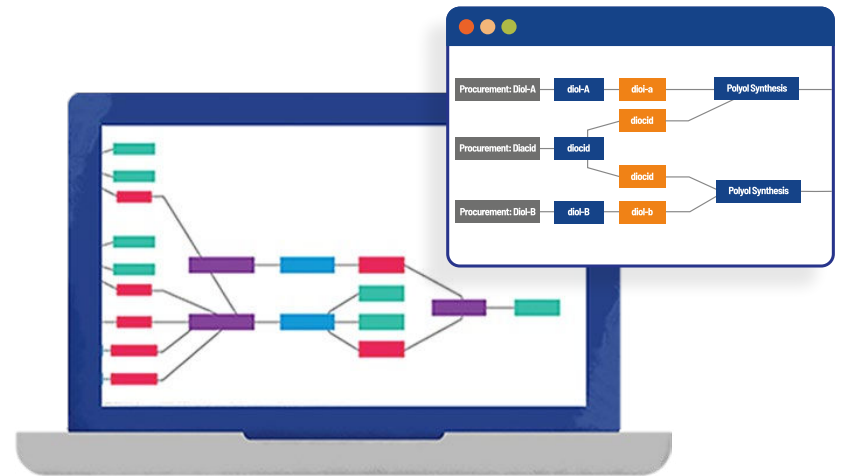 Procurement: Diol-A
diol-A
diol-a
Polyol Synthesis
diocid
Procurement: Diacid
diocid
diocid
Polyol Synthesis
Procurement: Diol-B
diol-B
diol-b